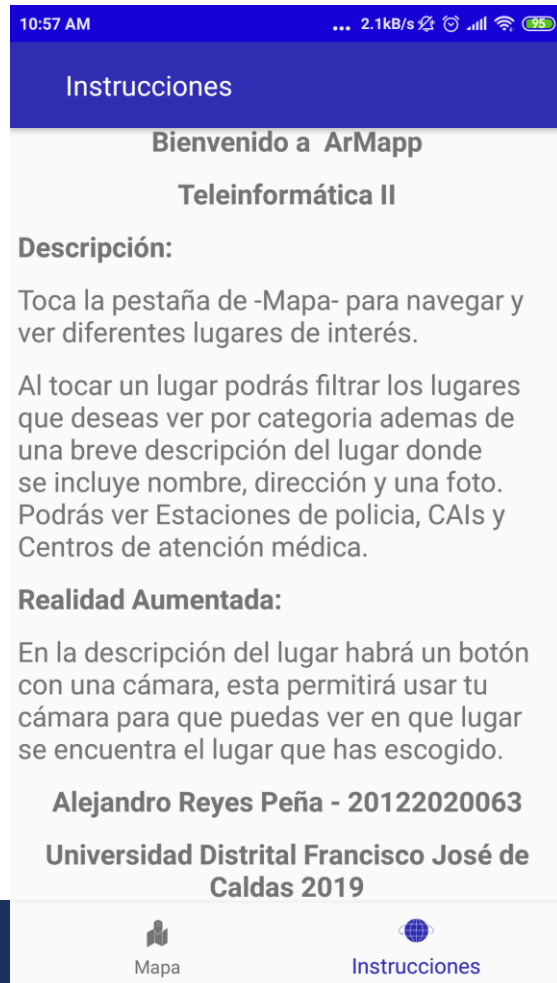 10:57 AM ... 2.1kB/s 95
Instrucciones
Bienvenido a ArMapp
Teleinformática II
Descripción:
Toca la pestaña de -Mapa- para navegar y
ver diferentes lugares de interés.
Al tocar un lugar podrás filtrar los lugares
que deseas ver por categoria ademas de
una breve descripción del lugar donde
se incluye nombre, dirección y una foto.
Podrás ver Estaciones de policia, CAIs y
Centros de atención médica.
Realidad Aumentada:
En la descripción del lugar habrá un botón
con una cámara, esta permitirá usar tu
cámara para que puedas ver en que lugar
se encuentra el lugar que has escogido.
Alejandro Reyes Peña - 20122020063
Universidad Distrital Francisco José de
Caldas 2019
Mapa Instrucciones